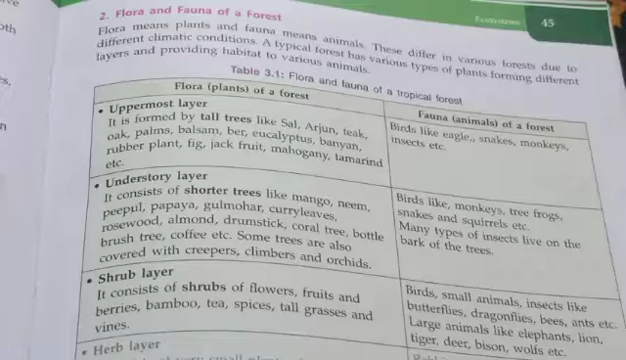 45
2. Flora and Fauna of a Forest
Flora means plants and fauna means animals. These differ in various forests due to
different climatic conditions. A typical forest has various types of plants forming different
layers and providing habitat to various animals.
Table 3.1: Flora and fauna of a tropical forest
Flora (plants) of a forest
Fauna (animals) of a forest
• Uppermost layer
It is formed by tall trees like Sal, Arjun, teak,
oak, palms, balsam, ber, eucalyptus, banyan,
rubber plant, fig, jack fruit, mahogany, tamarind
etc.
Birds like eagle,, snakes, monkeys,
insects etc.
• Understory layer
It consists of shorter trees like mango, neem,
peepul, papaya, gulmohar, curryleaves,
rosewood, almond, drumstick, coral tree, bottle
brush tree, coffee etc. Some trees are also
covered with creepers, climbers and orchids.
Birds like, monkeys, tree frogs,
snakes and squirrels etc.
Many types of insects live on the
bark of the trees.
• Shrub layer
It consists of shrubs of flowers, fruits and
berries, bamboo, tea, spices, tall grasses and
vines.
Birds, small animals, insects like
butterflies, dragonflies, bees, ants etc.
Large animals like elephants, lion,
tiger, deer, bison, wolfs etc.
• Herb layer